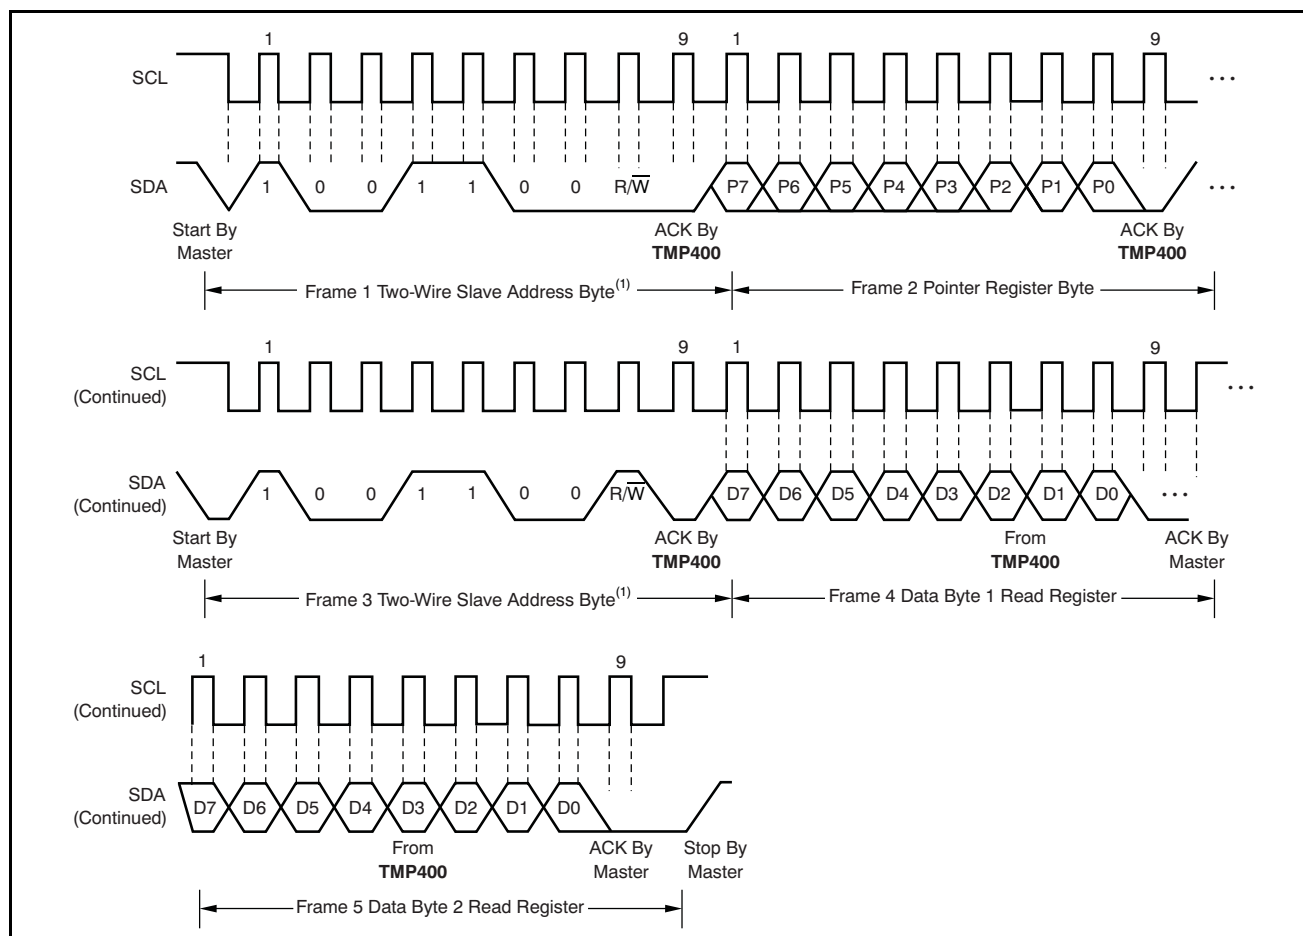 1 9 1 9
SCL ...
SDA 1 0 0 1 1 0 0 R/W̅ P7 P6 P5 P4 P3 P2 P1 P0 ...
Start By Master
ACK By TMP400
ACK By TMP400
Frame 1 Two-Wire Slave Address Byte(1)
Frame 2 Pointer Register Byte
1 9 1 9
SCL (Continued) ...
SDA (Continued) 1 0 0 1 1 0 0 R/W̅ D7 D6 D5 D4 D3 D2 D1 D0 ...
Start By Master
ACK By TMP400
From TMP400
ACK By Master
Frame 3 Two-Wire Slave Address Byte(1)
Frame 4 Data Byte 1 Read Register
1 9
SCL (Continued)
SDA (Continued) D7 D6 D5 D4 D3 D2 D1 D0
From TMP400
ACK By Master
Stop By Master
Frame 5 Data Byte 2 Read Register